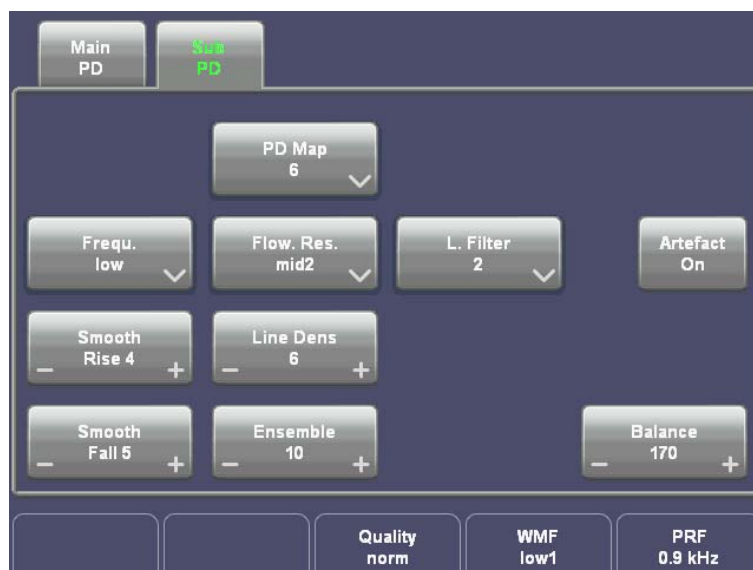 Main
PD
Sub
PD
PD Map
6
Frequ.
low
Flow. Res.
mid2
L. Filter
2
Artefact
On
Smooth
Rise 4
- +
Line Dens
6
- +
Smooth
Fall 5
- +
Ensemble
10
- +
Balance
170
- +
Quality
norm
WMF
low1
PRF
0.9 kHz